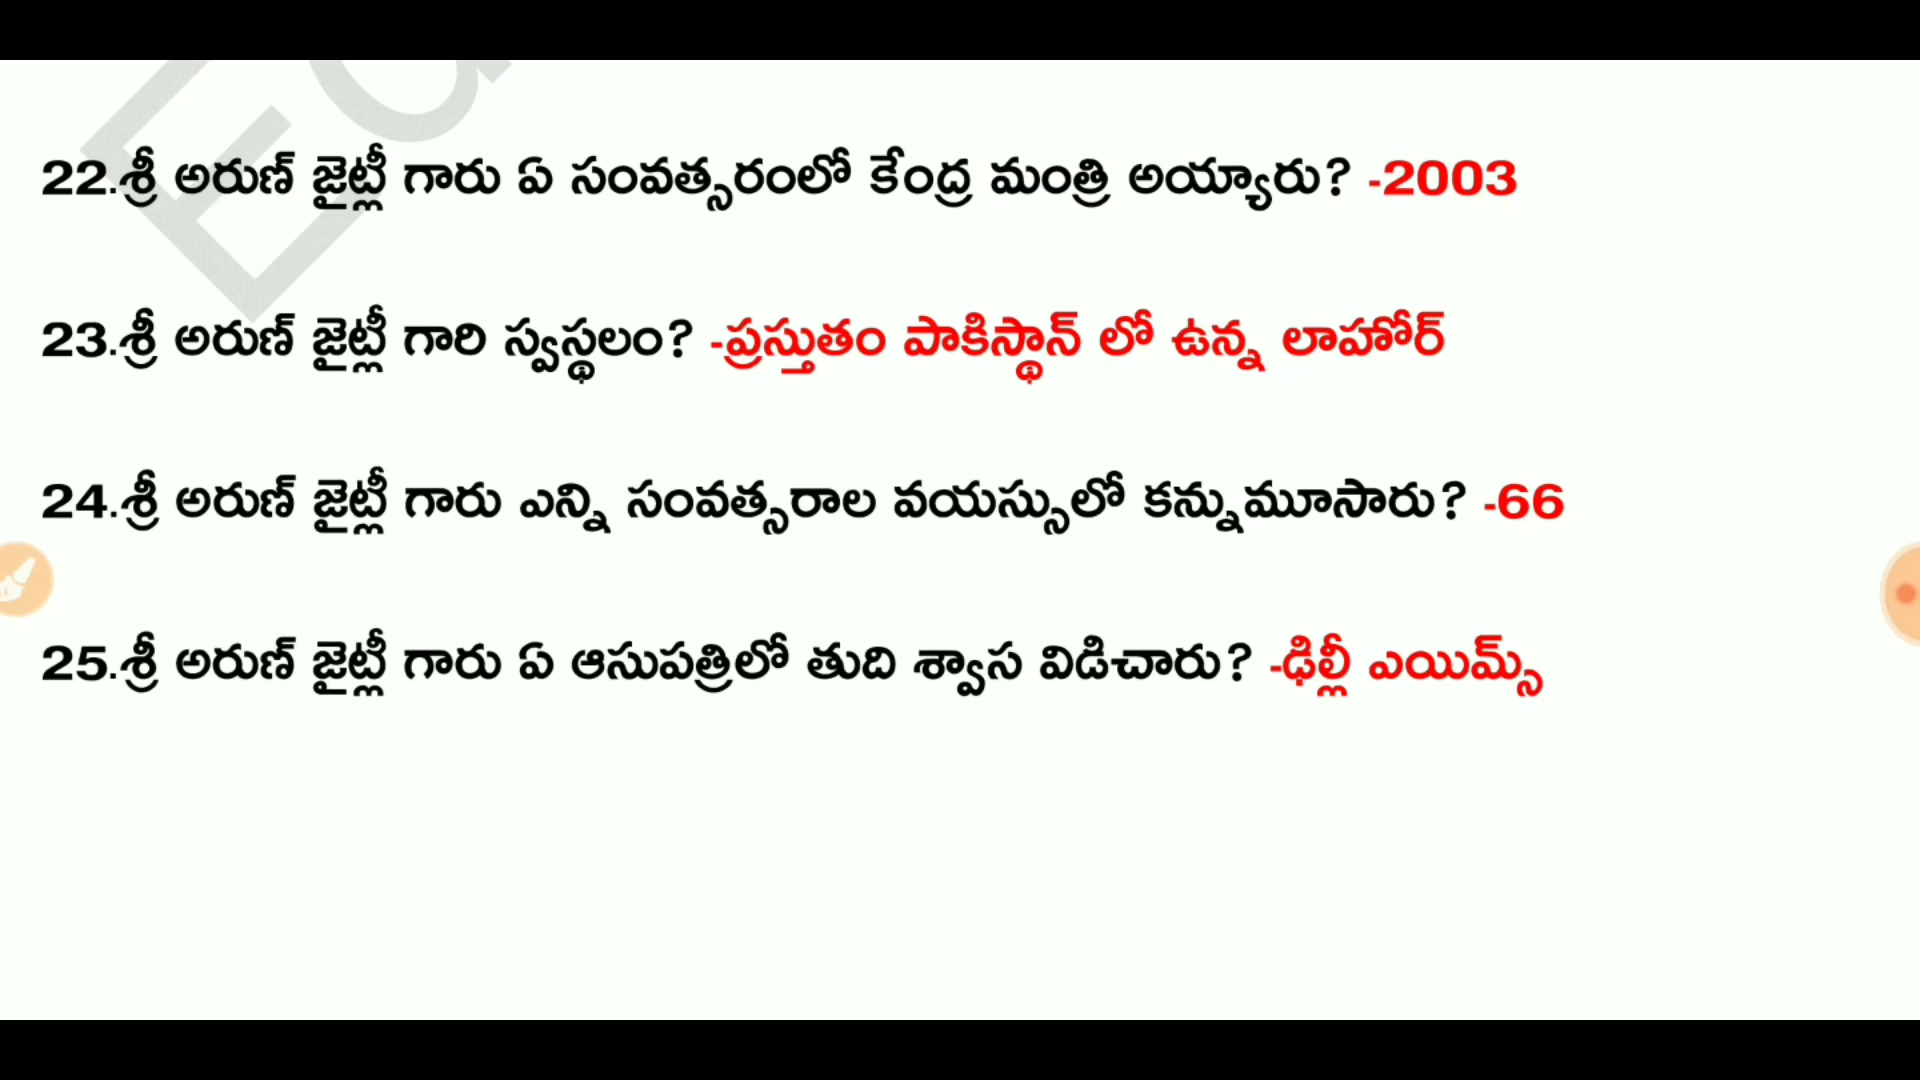 22.శ్రీ అరుణ్ జైట్లీ గారు ఏ సంవత్సరంలో కేంద్ర మంత్రి అయ్యారు? -2003
23.శ్రీ అరుణ్ జైట్లీ గారి స్వస్థలం? -ప్రస్తుతం పాకిస్థాన్ లో ఉన్న లాహోర్
24.శ్రీ అరుణ్ జైట్లీ గారు ఎన్ని సంవత్సరాల వయస్సులో కన్నుమూసారు? -66
25.శ్రీ అరుణ్ జైట్లీ గారు ఏ ఆసుపత్రిలో తుది శ్వాస విడిచారు? -ఢిల్లీ ఎయిమ్స్